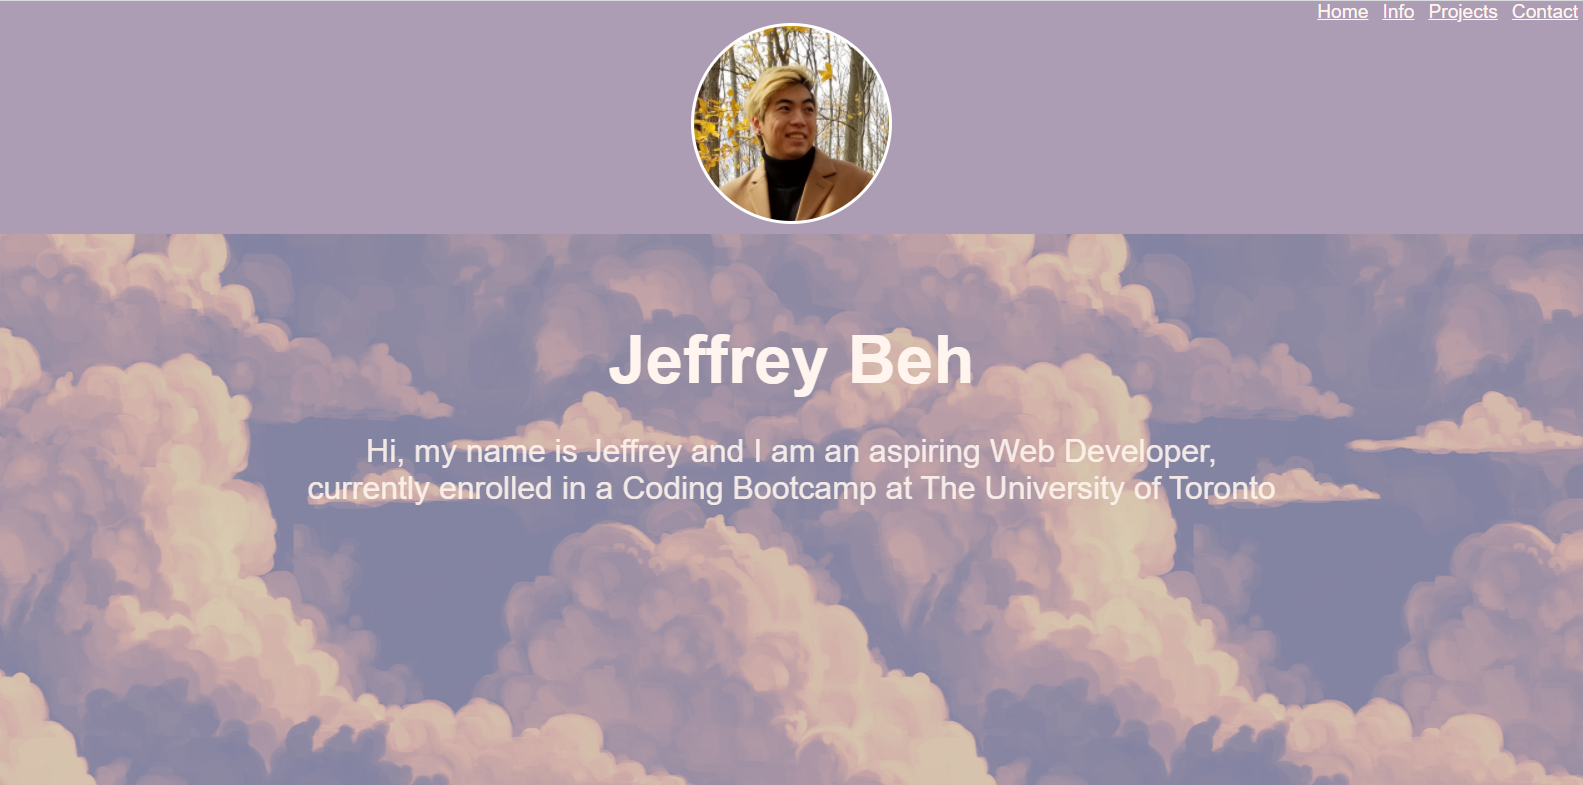 Home Info Projects Contact
Jeffrey Beh
Hi, my name is Jeffrey and I am an aspiring Web Developer,
currently enrolled in a Coding Bootcamp at The University of Toronto